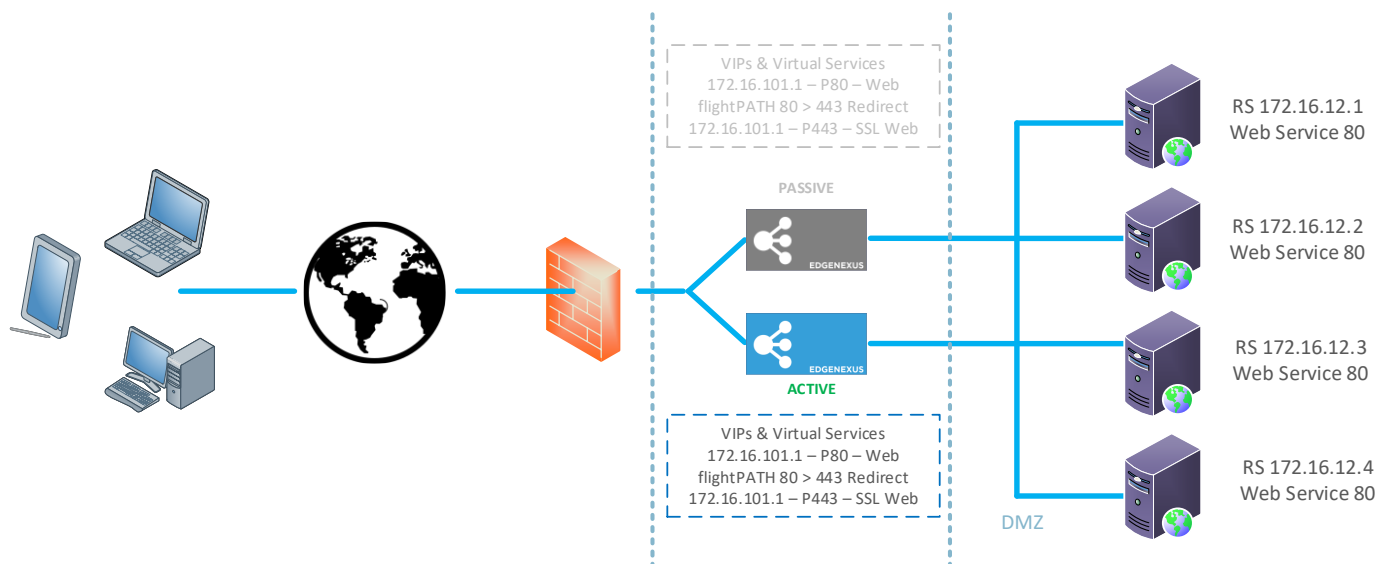 VIPs & Virtual Services
172.16.101.1 – P80 – Web
flightPATH 80 > 443 Redirect
172.16.101.1 – P443 – SSL Web
PASSIVE
EDGENEXUS
EDGENEXUS
ACTIVE
VIPs & Virtual Services
172.16.101.1 – P80 – Web
flightPATH 80 > 443 Redirect
172.16.101.1 – P443 – SSL Web
DMZ
RS 172.16.12.1
Web Service 80
RS 172.16.12.2
Web Service 80
RS 172.16.12.3
Web Service 80
RS 172.16.12.4
Web Service 80